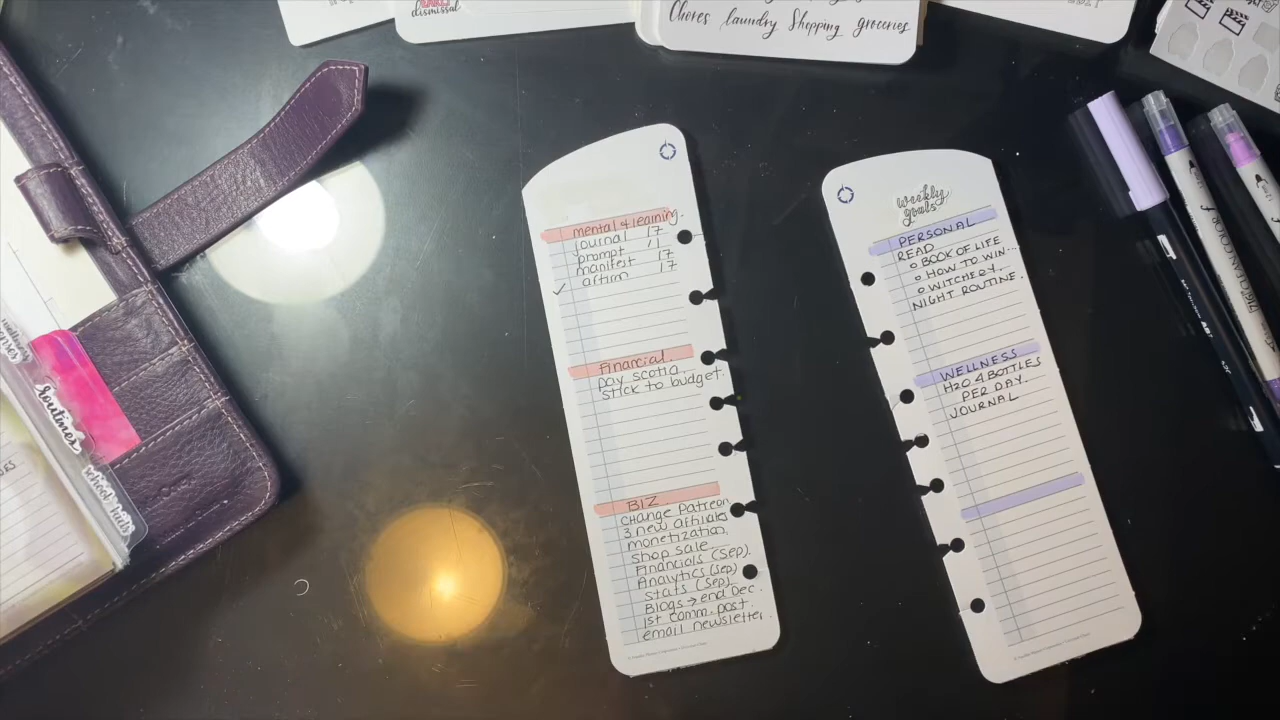 dismissal
Chores laundry Shopping groceries
mental & learning.
journal 17
prompt 11
manifest 17
affirm 17
✓
Financial.
pay scotia.
stick to budget.
BIZ
Change Patreon
3 new affiliates
monetization.
shop sale
Financials (Sep).
Analytics (Sep)
stats (Sep)
Blogs → end Dec.
1st comm. post.
email newsletter.
weekly
goals
PERSONAL
READ
o BOOK OF LIFE
o HOW TO WIN...
o WITCHERY.
NIGHT ROUTINE.
WELLNESS
H2O 4 BOTTLES
PER DAY.
JOURNAL
routines
school kids